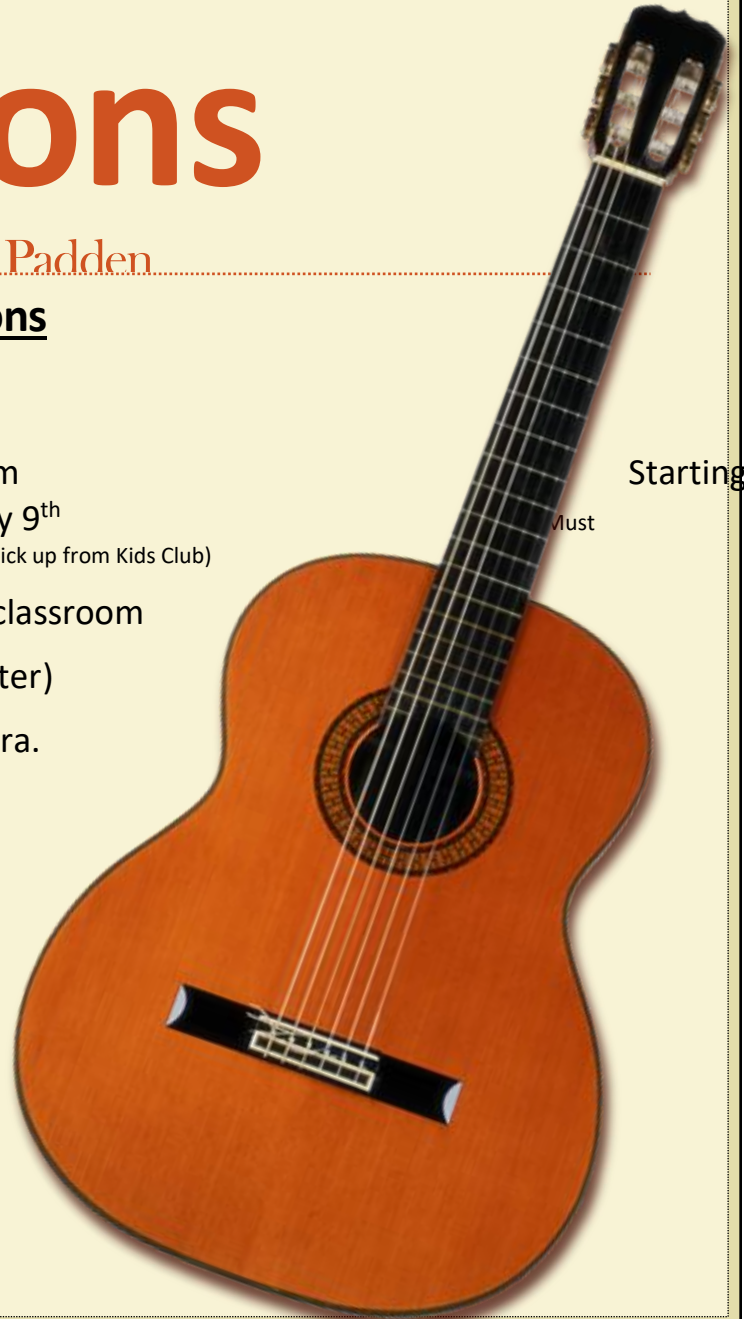 ons
Padden
ons
m Starting
y 9th Must
ick up from Kids Club)
classroom
ter)
ra.